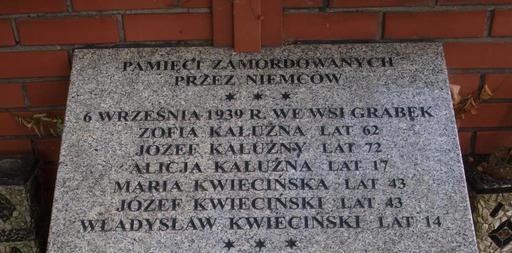 PAMIĘCI ZAMORDOWANYCH
PRZEZ NIEMCÓW
* * *
6 WRZEŚNIA 1939 R. WE WSI GRABĘK
ZOFIA KAŁUŻNA LAT 62
JÓZEF KAŁUŻNY LAT 72
ALICJA KAŁUŻNA LAT 17
MARIA KWIECIŃSKA LAT 43
JÓZEF KWIECIŃSKI LAT 43
WŁADYSŁAW KWIECIŃSKI LAT 14
* * *